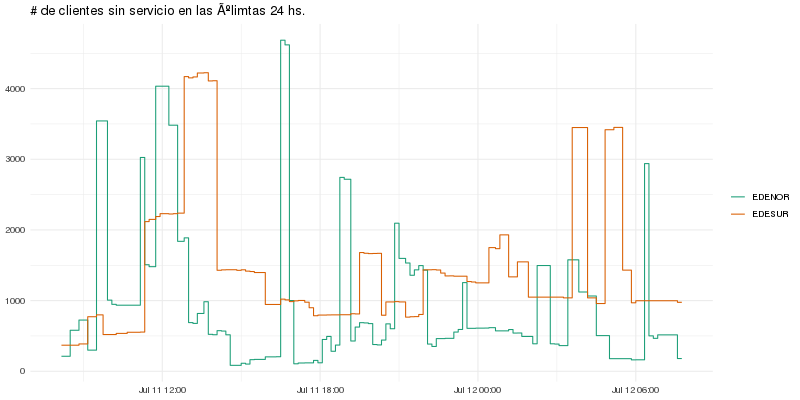 # de clientes sin servicio en las Ãºlimtas 24 hs.
4000
3000
2000
1000
0
Jul 11 12:00
Jul 11 18:00
Jul 12 00:00
Jul 12 06:00
EDENOR
EDESUR